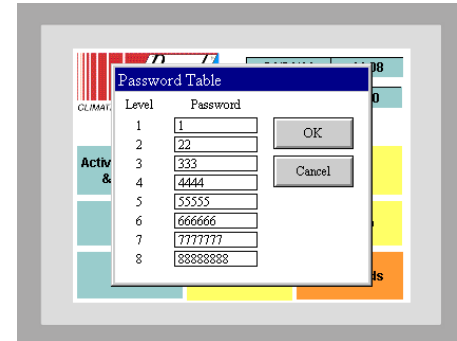 08
Password Table
0
CLIMAT
Level Password
1 1
OK
2 22
Activ
3 333
Cancel
&
4 4444
5 55555
6 666666
7 7777777
8 88888888
ds